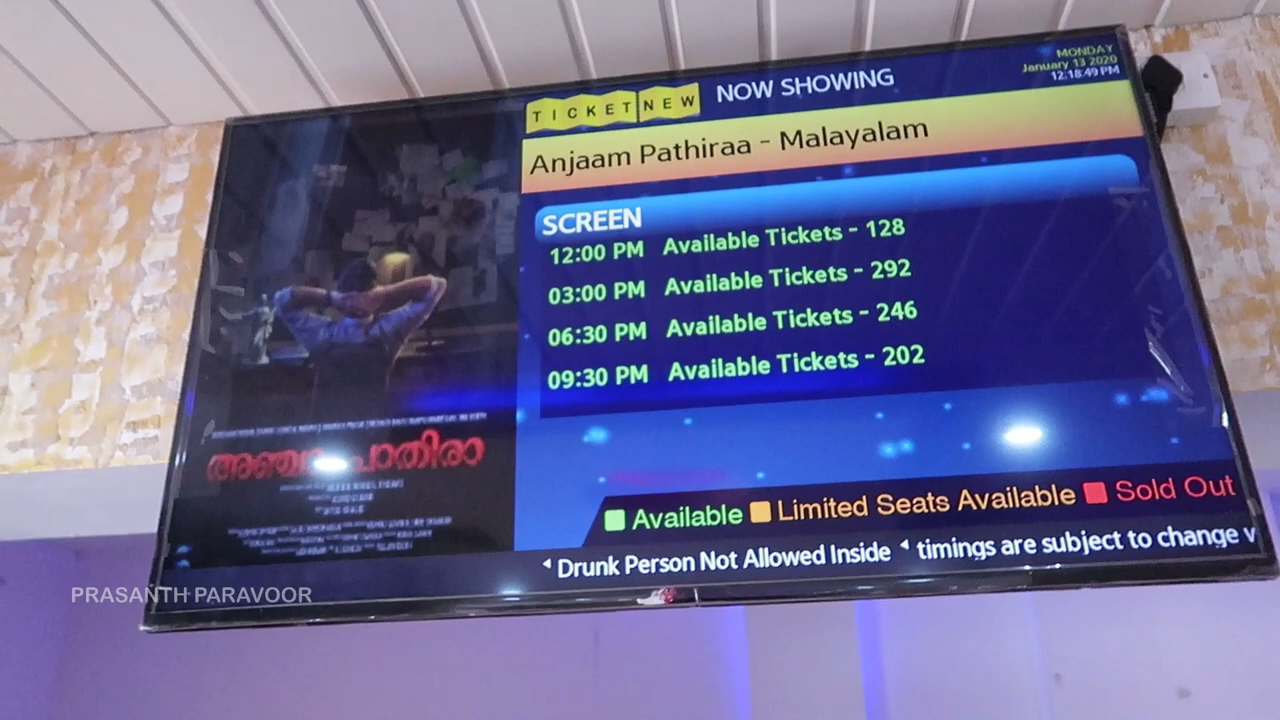 TICKETNEW NOW SHOWING
MONDAY
January 13 2020
12:18:49 PM
Anjaam Pathiraa - Malayalam
SCREEN
12:00 PM Available Tickets - 128
03:00 PM Available Tickets - 292
06:30 PM Available Tickets - 246
09:30 PM Available Tickets - 202
അഞ്ചാം പാതിരാ
Available Limited Seats Available Sold Out
* Drunk Person Not Allowed Inside * timings are subject to change
PRASANTH PARAVOOR